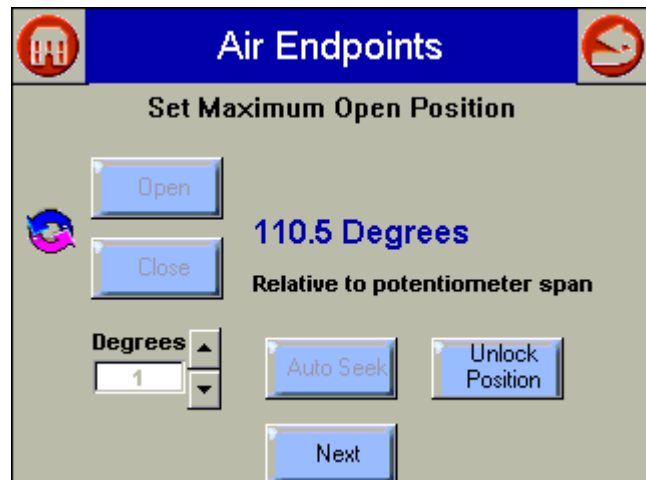 Air Endpoints
Set Maximum Open Position
Open
110.5 Degrees
Close
Relative to potentiometer span
Degrees
1
Auto Seek
Unlock
Position
Next